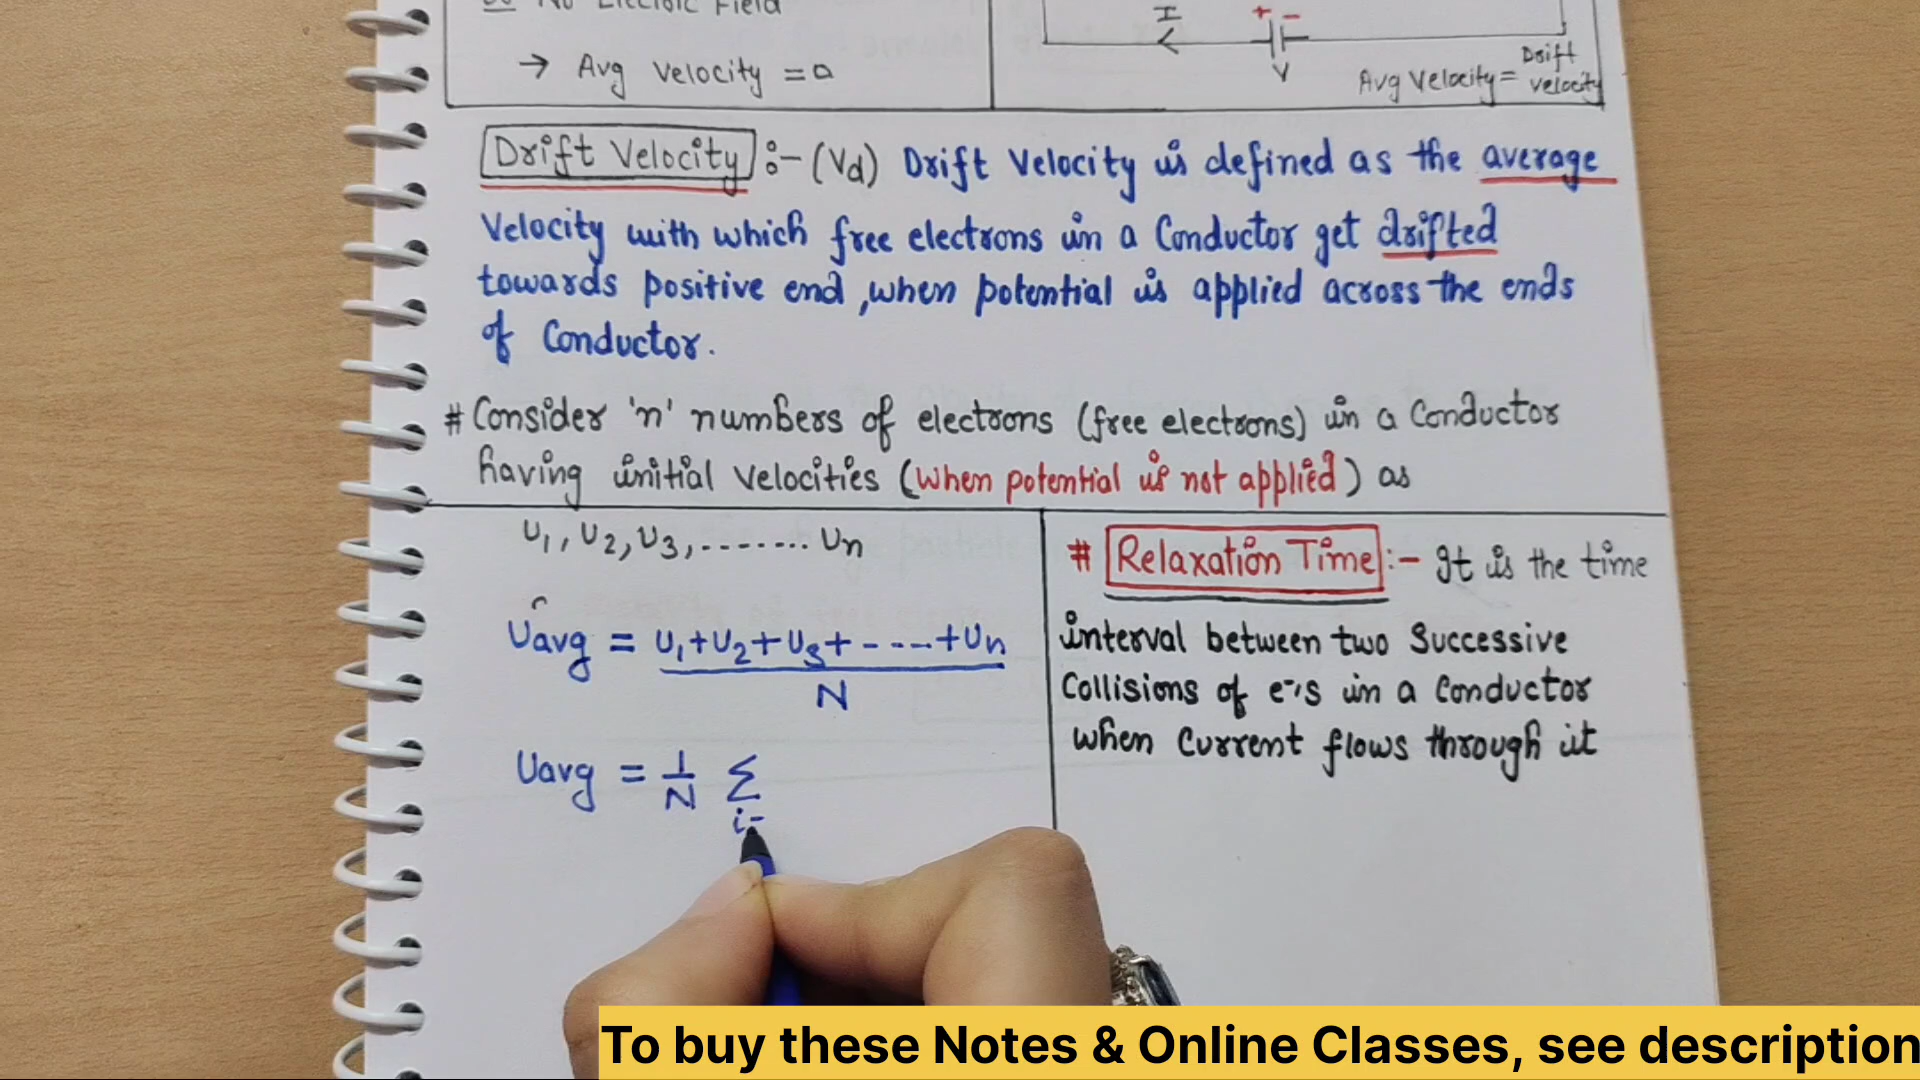 No Electric Field
→ Avg Velocity = 0
I
+ -
V
Drift
Avg Velocity = Velocity
Drift Velocity :- (Vd) Drift Velocity is defined as the average
Velocity with which free electrons in a Conductor get drifted
towards positive end, when potential is applied across the ends
of Conductor.
# Consider 'n' numbers of electrons (free electrons) in a Conductor
having initial velocities (when potential is not applied) as
U1, U2, U3, ........ Un
Uavg = U1+U2+U3+----+Un
N
Uavg = 1/N Σ
i-
# Relaxation Time :- It is the time
interval between two Successive
Collisions of e-'s in a Conductor
when Current flows through it
To buy these Notes & Online Classes, see description